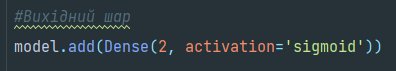 #Вихідний шар
model.add(Dense(2, activation='sigmoid'))